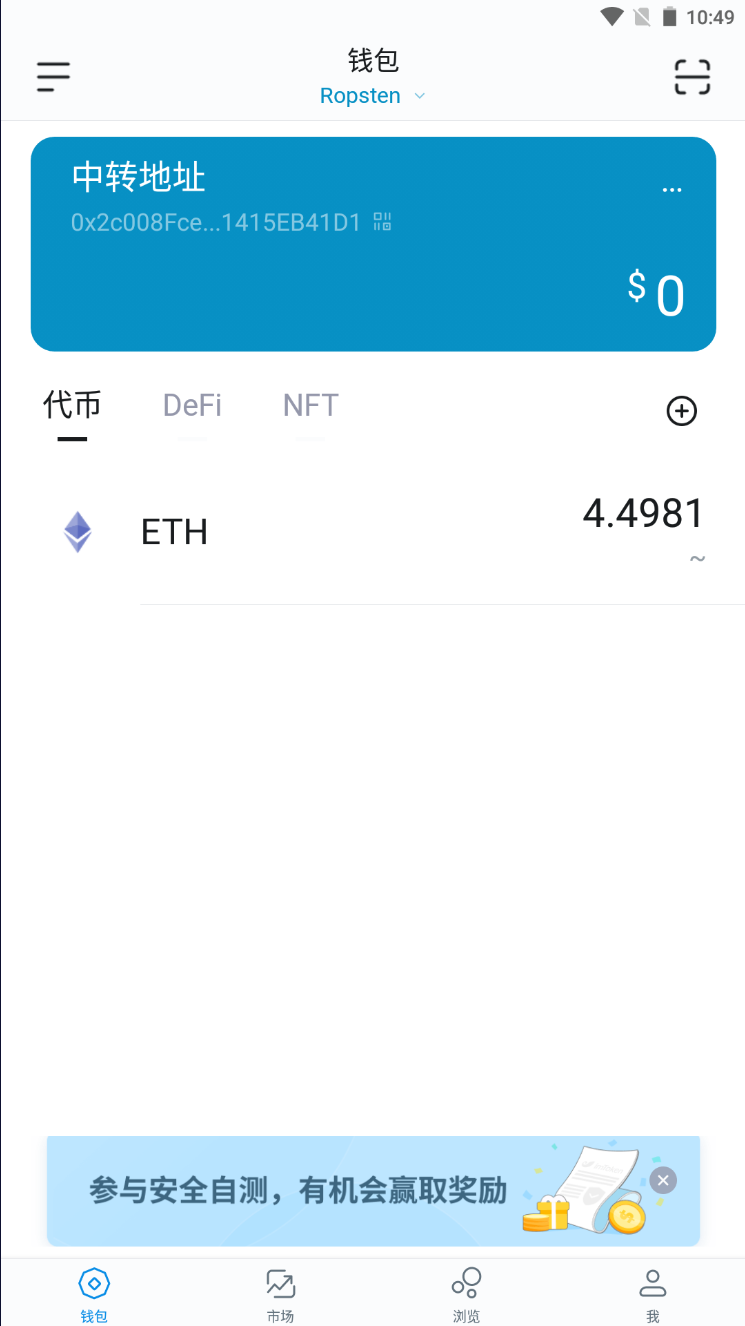 10:49
钱包
Ropsten
中转地址
...
0x2c008Fce...1415EB41D1
$ 0
代币 DeFi NFT
ETH
4.4981
~
参与安全自测，有机会赢取奖励
钱包 市场 浏览 我